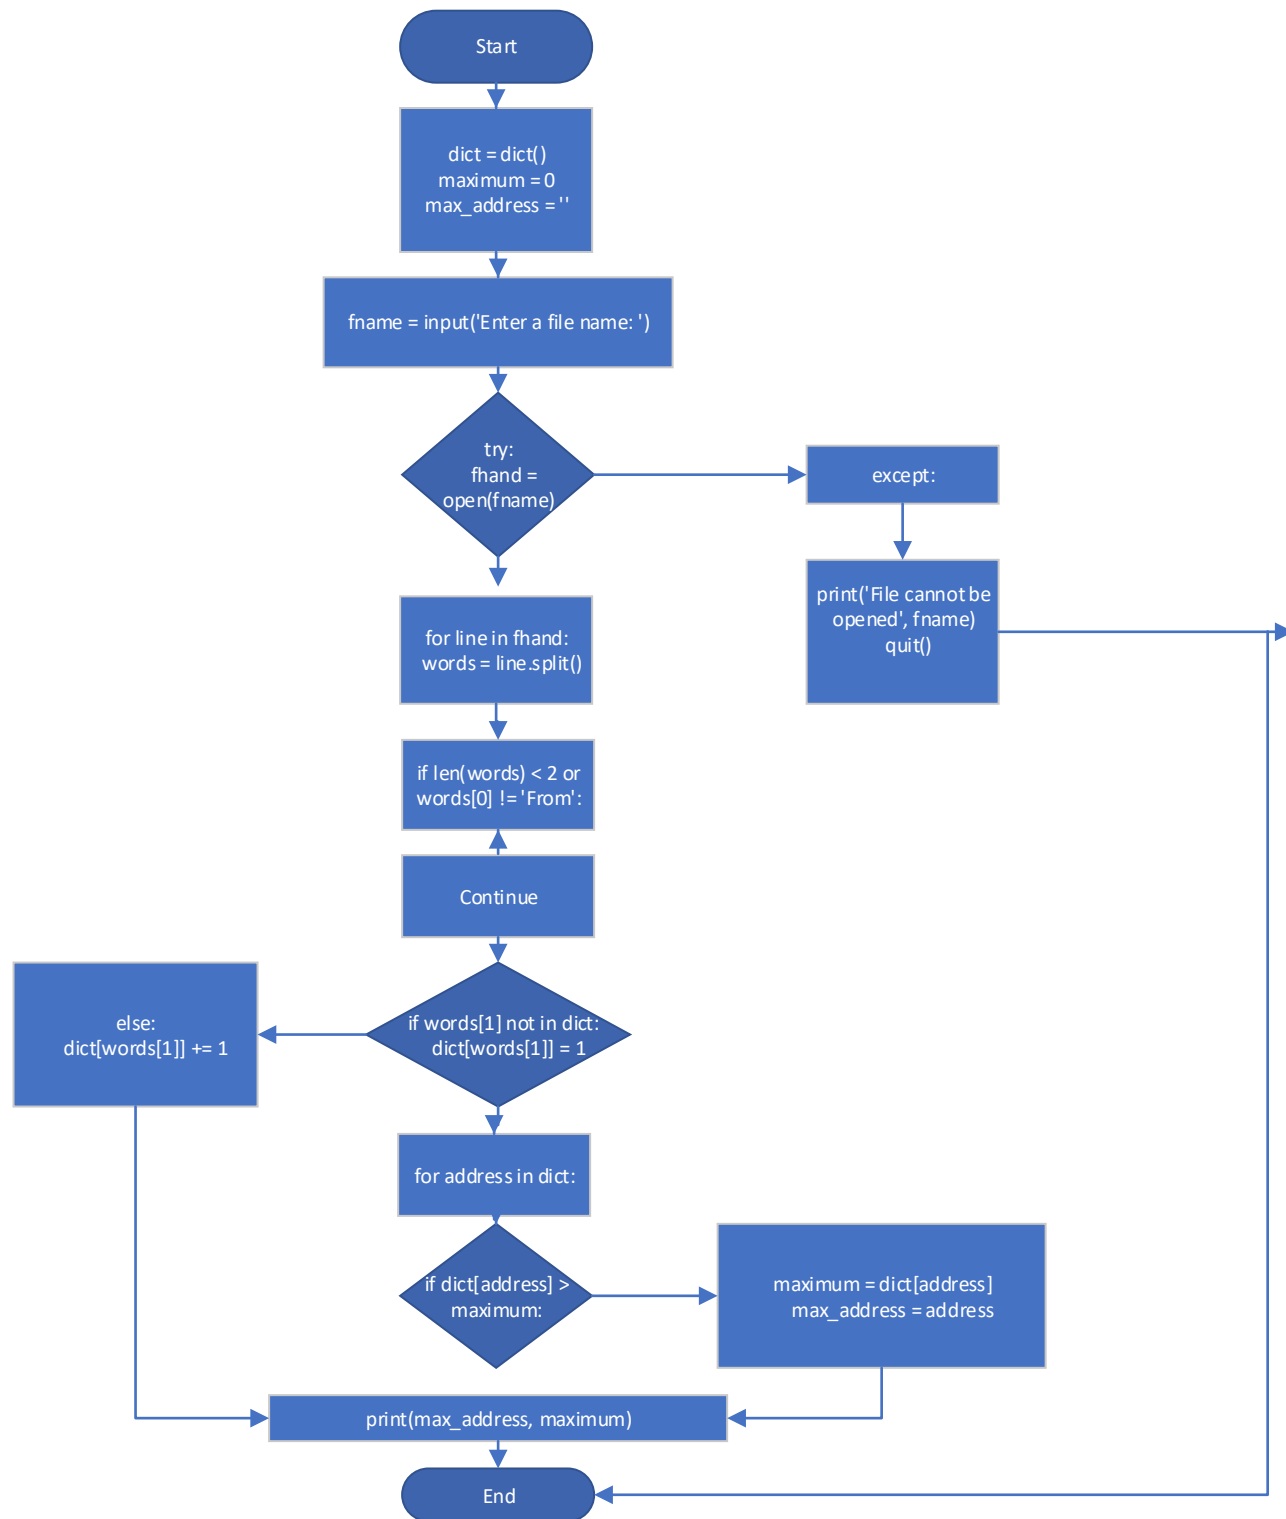 Start
dict = dict()
maximum = 0
max_address = ''
fname = input('Enter a file name: ')
try:
fhand =
open(fname)
except:
print('File cannot be
opened', fname)
quit()
for line in fhand:
words = line.split()
if len(words) < 2 or
words[0] != 'From':
Continue
if words[1] not in dict:
dict[words[1]] = 1
else:
dict[words[1]] += 1
for address in dict:
if dict[address] >
maximum:
maximum = dict[address]
max_address = address
print(max_address, maximum)
End